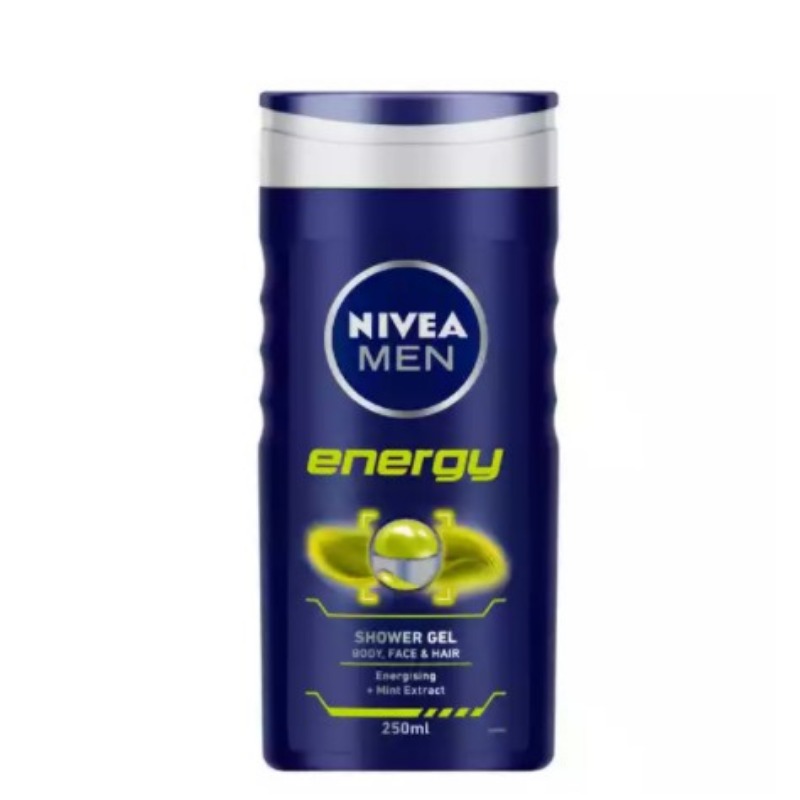 NIVEA
MEN
energy
SHOWER GEL
BODY, FACE & HAIR
Energising
+ Mint Extract
250ml